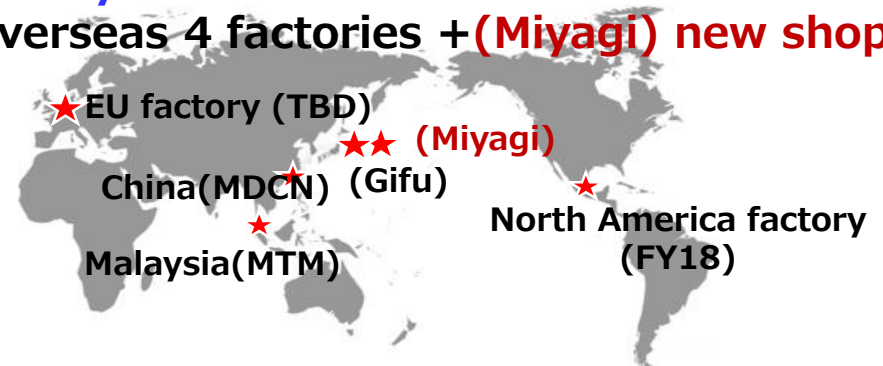 verseas 4 factories +(Miyagi) new shop
EU factory (TBD)
(Miyagi)
China(MDCN)
(Gifu)
North America factory
(FY18)
Malaysia(MTM)